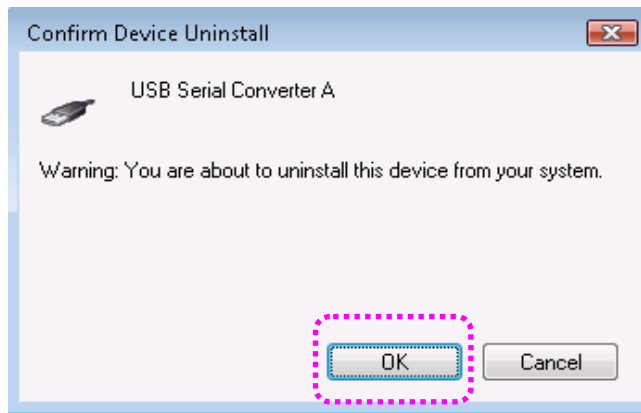 Confirm Device Uninstall
USB Serial Converter A
Warning: You are about to uninstall this device from your system.
OK
Cancel